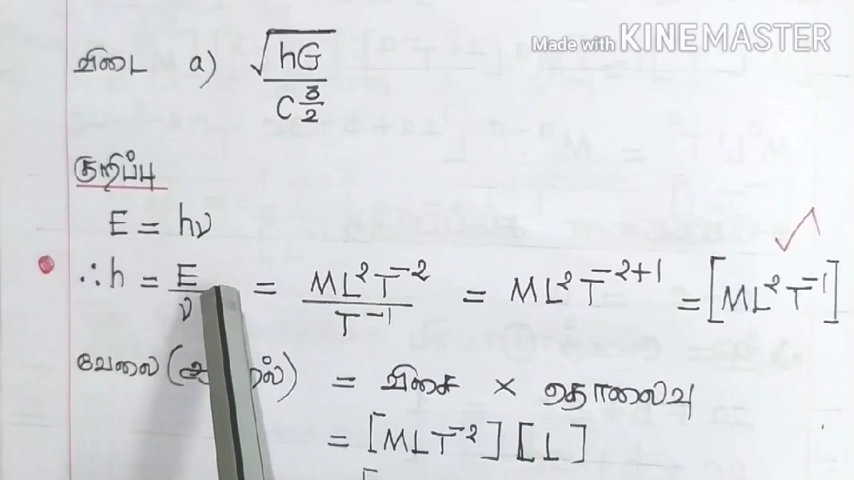 Made with KINEMASTER
விடை a) √hG / C 3/2
குறிப்பு
E = hν
∴ h = E/ν = ML²T⁻² / T⁻¹ = ML²T⁻²⁺¹ = [ML²T⁻¹]
வேலை = விசை × தொலைவு
= [MLT⁻²] [L]